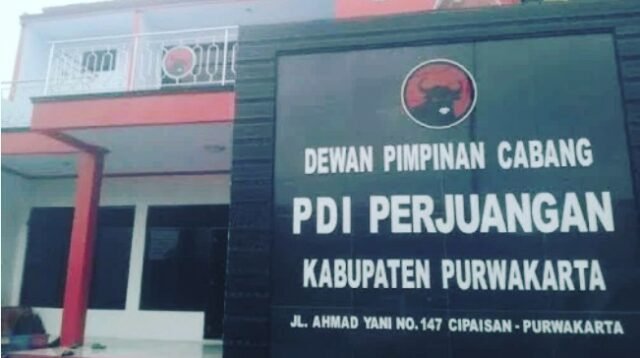 DEWAN PIMPINAN CABANG
PDI PERJUANGAN
KABUPATEN PURWAKARTA
JL. AHMAD YANI NO.147 CIPAISAN - PURWAKARTA